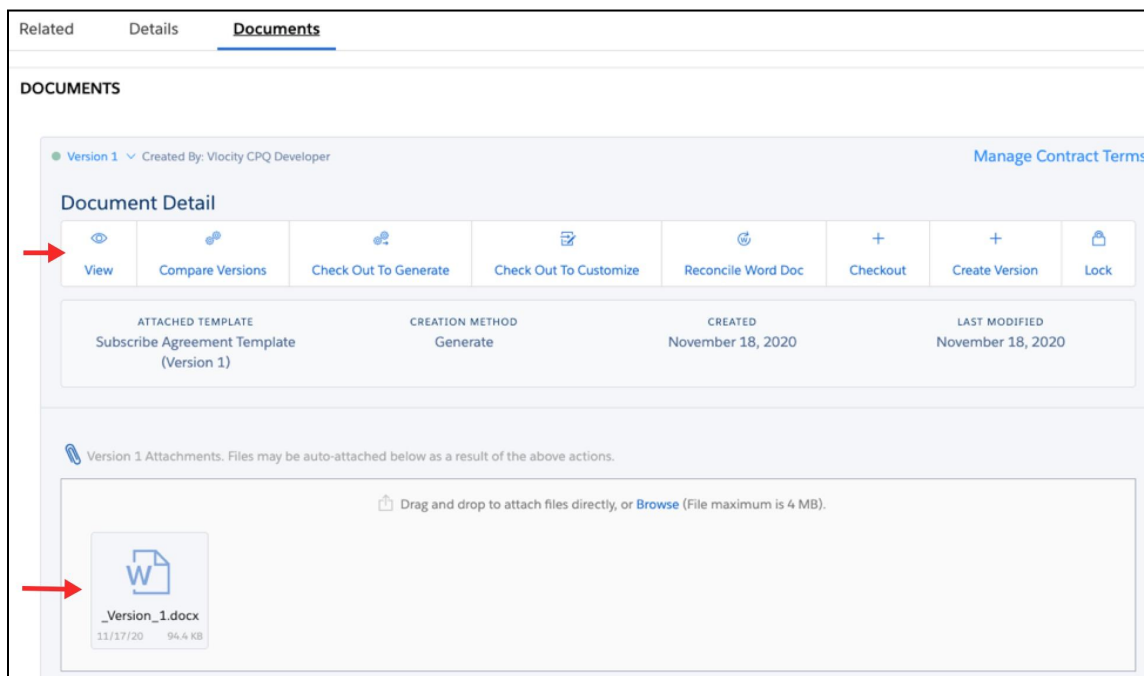 Related Details Documents
DOCUMENTS
Version 1 Created By: Vlocity CPQ Developer Manage Contract Terms
Document Detail
View Compare Versions Check Out To Generate Check Out To Customize Reconcile Word Doc Checkout Create Version Lock
ATTACHED TEMPLATE CREATION METHOD CREATED LAST MODIFIED
Subscribe Agreement Template Generate November 18, 2020 November 18, 2020
(Version 1)
Version 1 Attachments. Files may be auto-attached below as a result of the above actions.
Drag and drop to attach files directly, or Browse (File maximum is 4 MB).
W
_Version_1.docx
11/17/20 94.4 KB